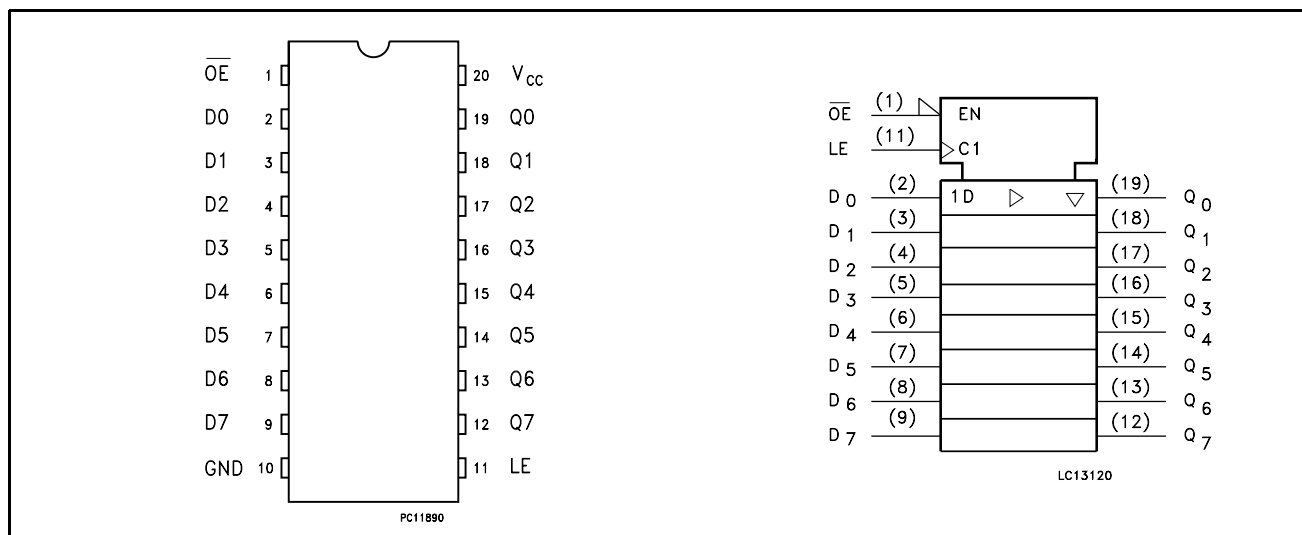 OE 1 20 VCC
D0 2 19 Q0
D1 3 18 Q1
D2 4 17 Q2
D3 5 16 Q3
D4 6 15 Q4
D5 7 14 Q5
D6 8 13 Q6
D7 9 12 Q7
GND 10 11 LE
PC11890
OE (1) EN
LE (11) C1
D0 (2) 1D (19) Q0
D1 (3) (18) Q1
D2 (4) (17) Q2
D3 (5) (16) Q3
D4 (6) (15) Q4
D5 (7) (14) Q5
D6 (8) (13) Q6
D7 (9) (12) Q7
LC13120